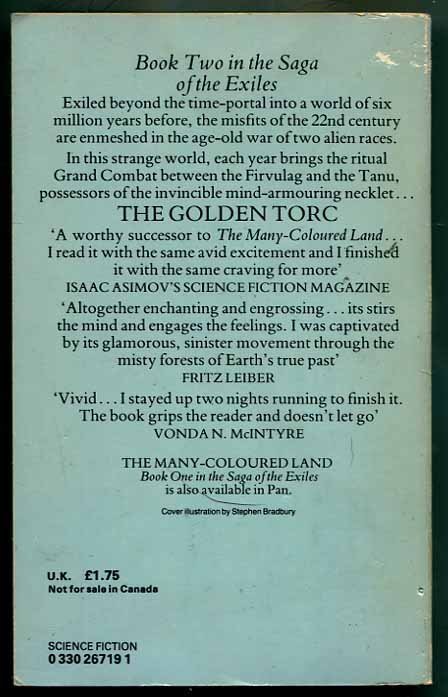 Book Two in the Saga
of the Exiles
Exiled beyond the time-portal into a world of six
million years before, the misfits of the 22nd century
are enmeshed in the age-old war of two alien races.
In this strange world, each year brings the ritual
Grand Combat between the Firvulag and the Tanu,
possessors of the invincible mind-armouring necklet...
THE GOLDEN TORC
'A worthy successor to The Many-Coloured Land...
I read it with the same avid excitement and I finished
it with the same craving for more'
ISAAC ASIMOV'S SCIENCE FICTION MAGAZINE
'Altogether enchanting and engrossing...its stirs
the mind and engages the feelings. I was captivated
by its glamorous, sinister movement through the
misty forests of Earth's true past'
FRITZ LEIBER
'Vivid...I stayed up two nights running to finish it.
The book grips the reader and doesn't let go'
VONDA N. McINTYRE
THE MANY-COLOURED LAND
Book One in the Saga of the Exiles
is also available in Pan.
Cover illustration by Stephen Bradbury
U.K. £1.75
Not for sale in Canada
SCIENCE FICTION
0 330 26719 1